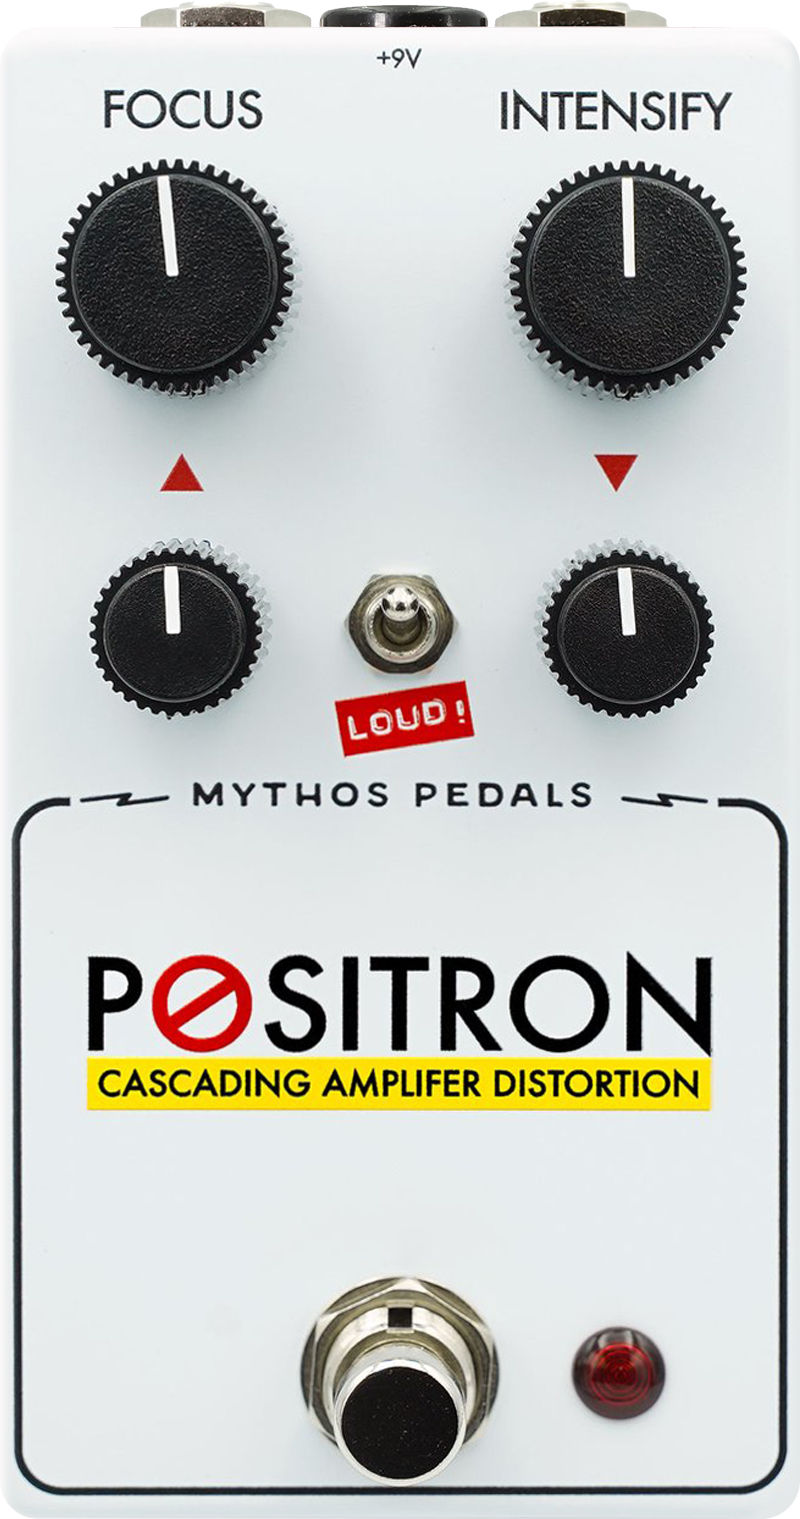 +9V
FOCUS INTENSIFY
LOUD!
MYTHOS PEDALS
POSITRON
CASCADING AMPLIFER DISTORTION